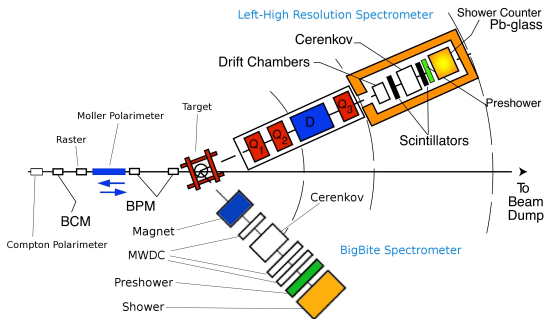 Left-High Resolution Spectrometer
Shower Counter
Pb-glass
Cerenkov
Drift Chambers
Preshower
Scintillators
Q1
Q2
D
Q3
Target
Moller Polarimeter
Raster
BCM
BPM
Compton Polarimeter
To
Beam
Dump
Cerenkov
Magnet
MWDC
BigBite Spectrometer
Preshower
Shower